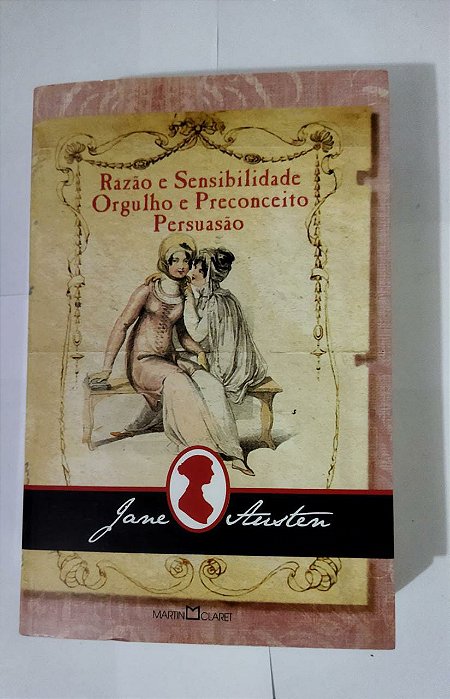 Razão e Sensibilidade
Orgulho e Preconceito
Persuasão
Jane Austen
MARTIN CLARET